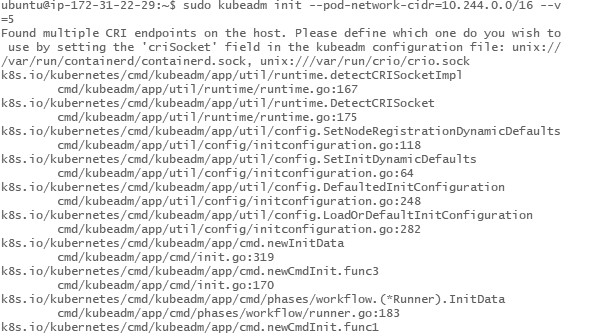 ubuntu@ip-172-31-22-29:~$ sudo kubeadm init --pod-network-cidr=10.244.0.0/16 --v
=5
Found multiple CRI endpoints on the host. Please define which one do you wish to
 use by setting the 'criSocket' field in the kubeadm configuration file: unix://
/var/run/containerd/containerd.sock, unix:///var/run/crio/crio.sock
k8s.io/kubernetes/cmd/kubeadm/app/util/runtime.detectCRISocketImpl
        cmd/kubeadm/app/util/runtime/runtime.go:167
k8s.io/kubernetes/cmd/kubeadm/app/util/runtime.DetectCRISocket
        cmd/kubeadm/app/util/runtime/runtime.go:175
k8s.io/kubernetes/cmd/kubeadm/app/util/config.SetNodeRegistrationDynamicDefaults
        cmd/kubeadm/app/util/config/initconfiguration.go:118
k8s.io/kubernetes/cmd/kubeadm/app/util/config.SetInitDynamicDefaults
        cmd/kubeadm/app/util/config/initconfiguration.go:64
k8s.io/kubernetes/cmd/kubeadm/app/util/config.DefaultedInitConfiguration
        cmd/kubeadm/app/util/config/initconfiguration.go:248
k8s.io/kubernetes/cmd/kubeadm/app/util/config.LoadOrDefaultInitConfiguration
        cmd/kubeadm/app/util/config/initconfiguration.go:282
k8s.io/kubernetes/cmd/kubeadm/app/cmd.newInitData
        cmd/kubeadm/app/cmd/init.go:319
k8s.io/kubernetes/cmd/kubeadm/app/cmd.newCmdInit.func3
        cmd/kubeadm/app/cmd/init.go:170
k8s.io/kubernetes/cmd/kubeadm/app/cmd/phases/workflow.(*Runner).InitData
        cmd/kubeadm/app/cmd/phases/workflow/runner.go:183
k8s.io/kubernetes/cmd/kubeadm/app/cmd.newCmdInit.func1